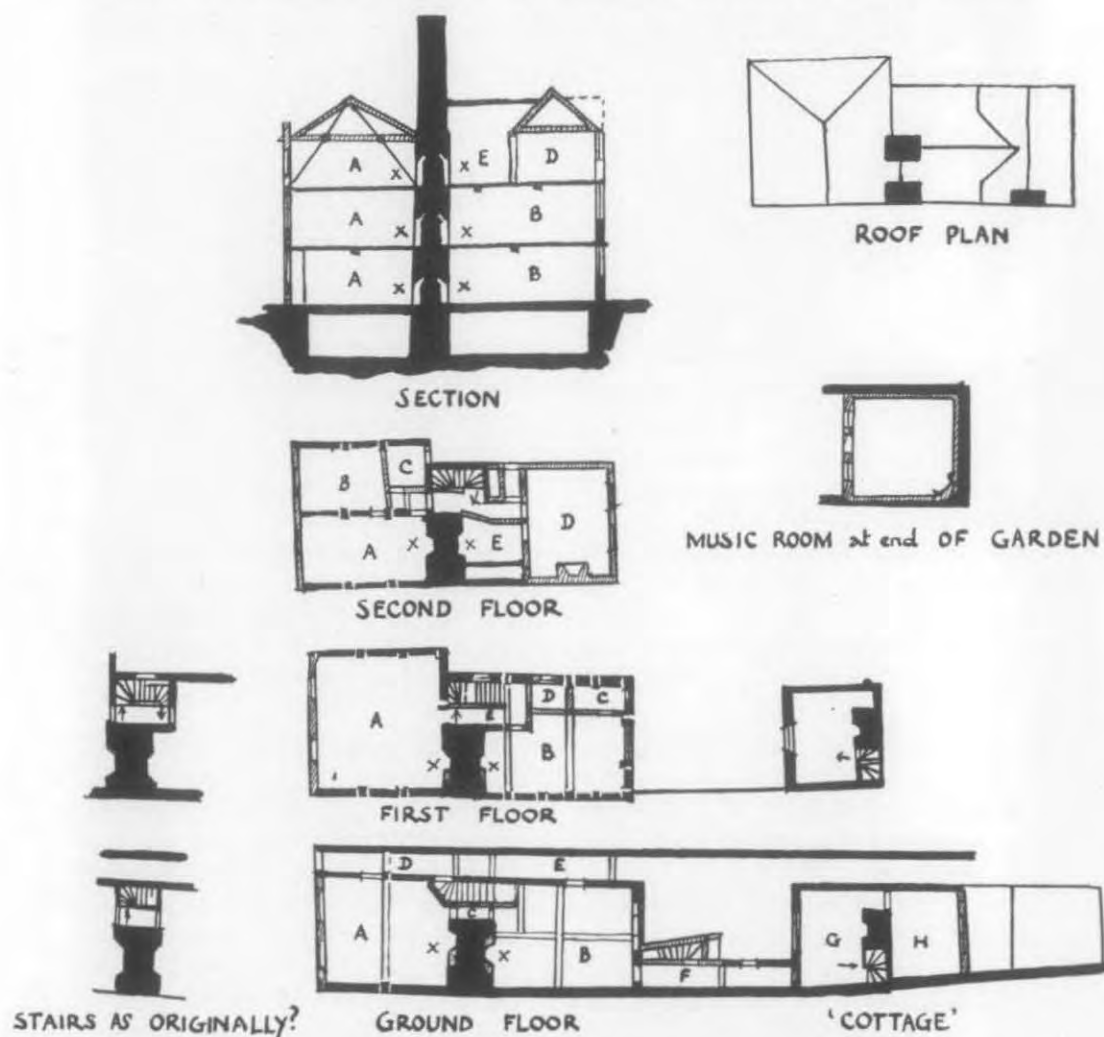 E
D
A
X
X
ROOF PLAN
A
B
X
X
A
B
X
X
SECTION
C
B
D
A
X
X
E
MUSIC ROOM at end OF GARDEN
SECOND FLOOR
D
C
A
E
B
X
X
FIRST FLOOR
D
E
C
A
G
H
X
X
B
F
STAIRS AS ORIGINALLY?
GROUND FLOOR
'COTTAGE'